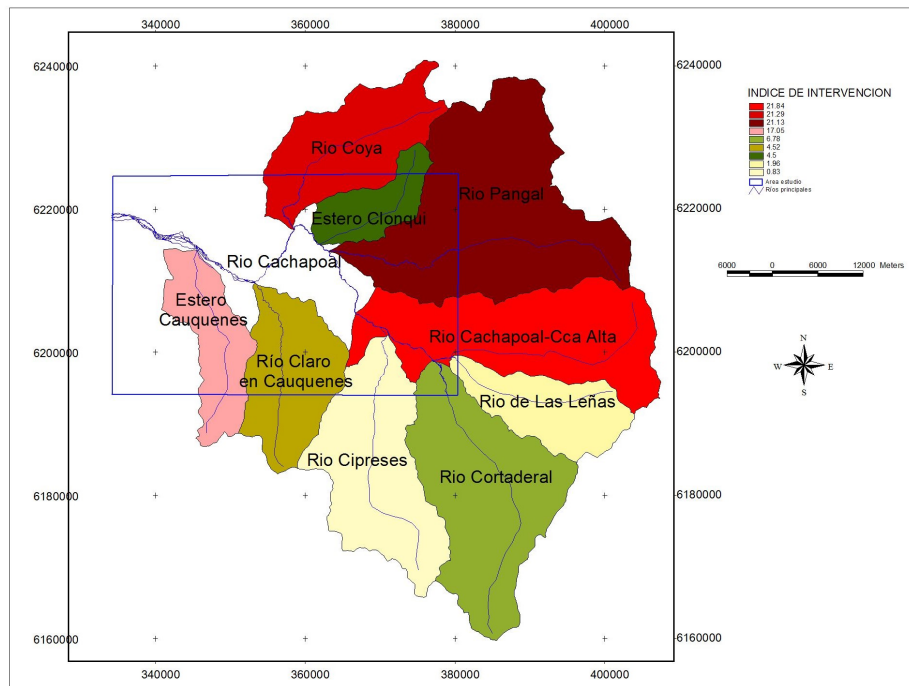 340000 360000 380000 400000
6240000 6240000
INDICE DE INTERVENCION
21.84
21.29
21.13
17.05
6.78
4.52
4.5
1.96
0.83
Area estudio
Ríos principales
Rio Coya
Rio Pangal
Estero Clonqui
6220000 6220000
Rio Cachapoal
6000 0 6000 12000 Meters
Estero
Cauquenes
Rio Cachapoal-Cca Alta
Río Claro
en Cauquenes
6200000 6200000
N
W E
S
Rio de Las Leñas
Rio Cipreses
Rio Cortaderal
6180000 6180000
6160000 6160000
340000 360000 380000 400000